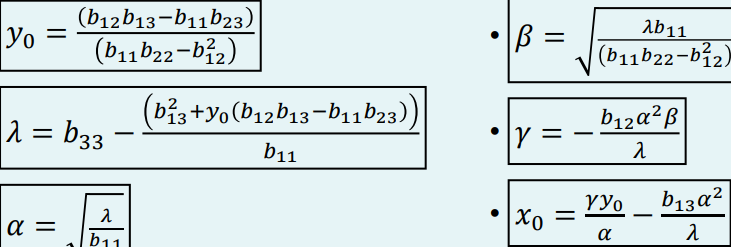 y₀ = (b₁₂b₁₃−b₁₁b₂₃) / (b₁₁b₂₂−b₁₂²)
λ = b₃₃ − (b₁₃²+y₀(b₁₂b₁₃−b₁₁b₂₃)) / b₁₁
α = √(λ / b₁₁)
• β = √(λb₁₁ / (b₁₁b₂₂−b₁₂²))
• γ = − b₁₂α²β / λ
• x₀ = γy₀ / α − b₁₃α² / λ